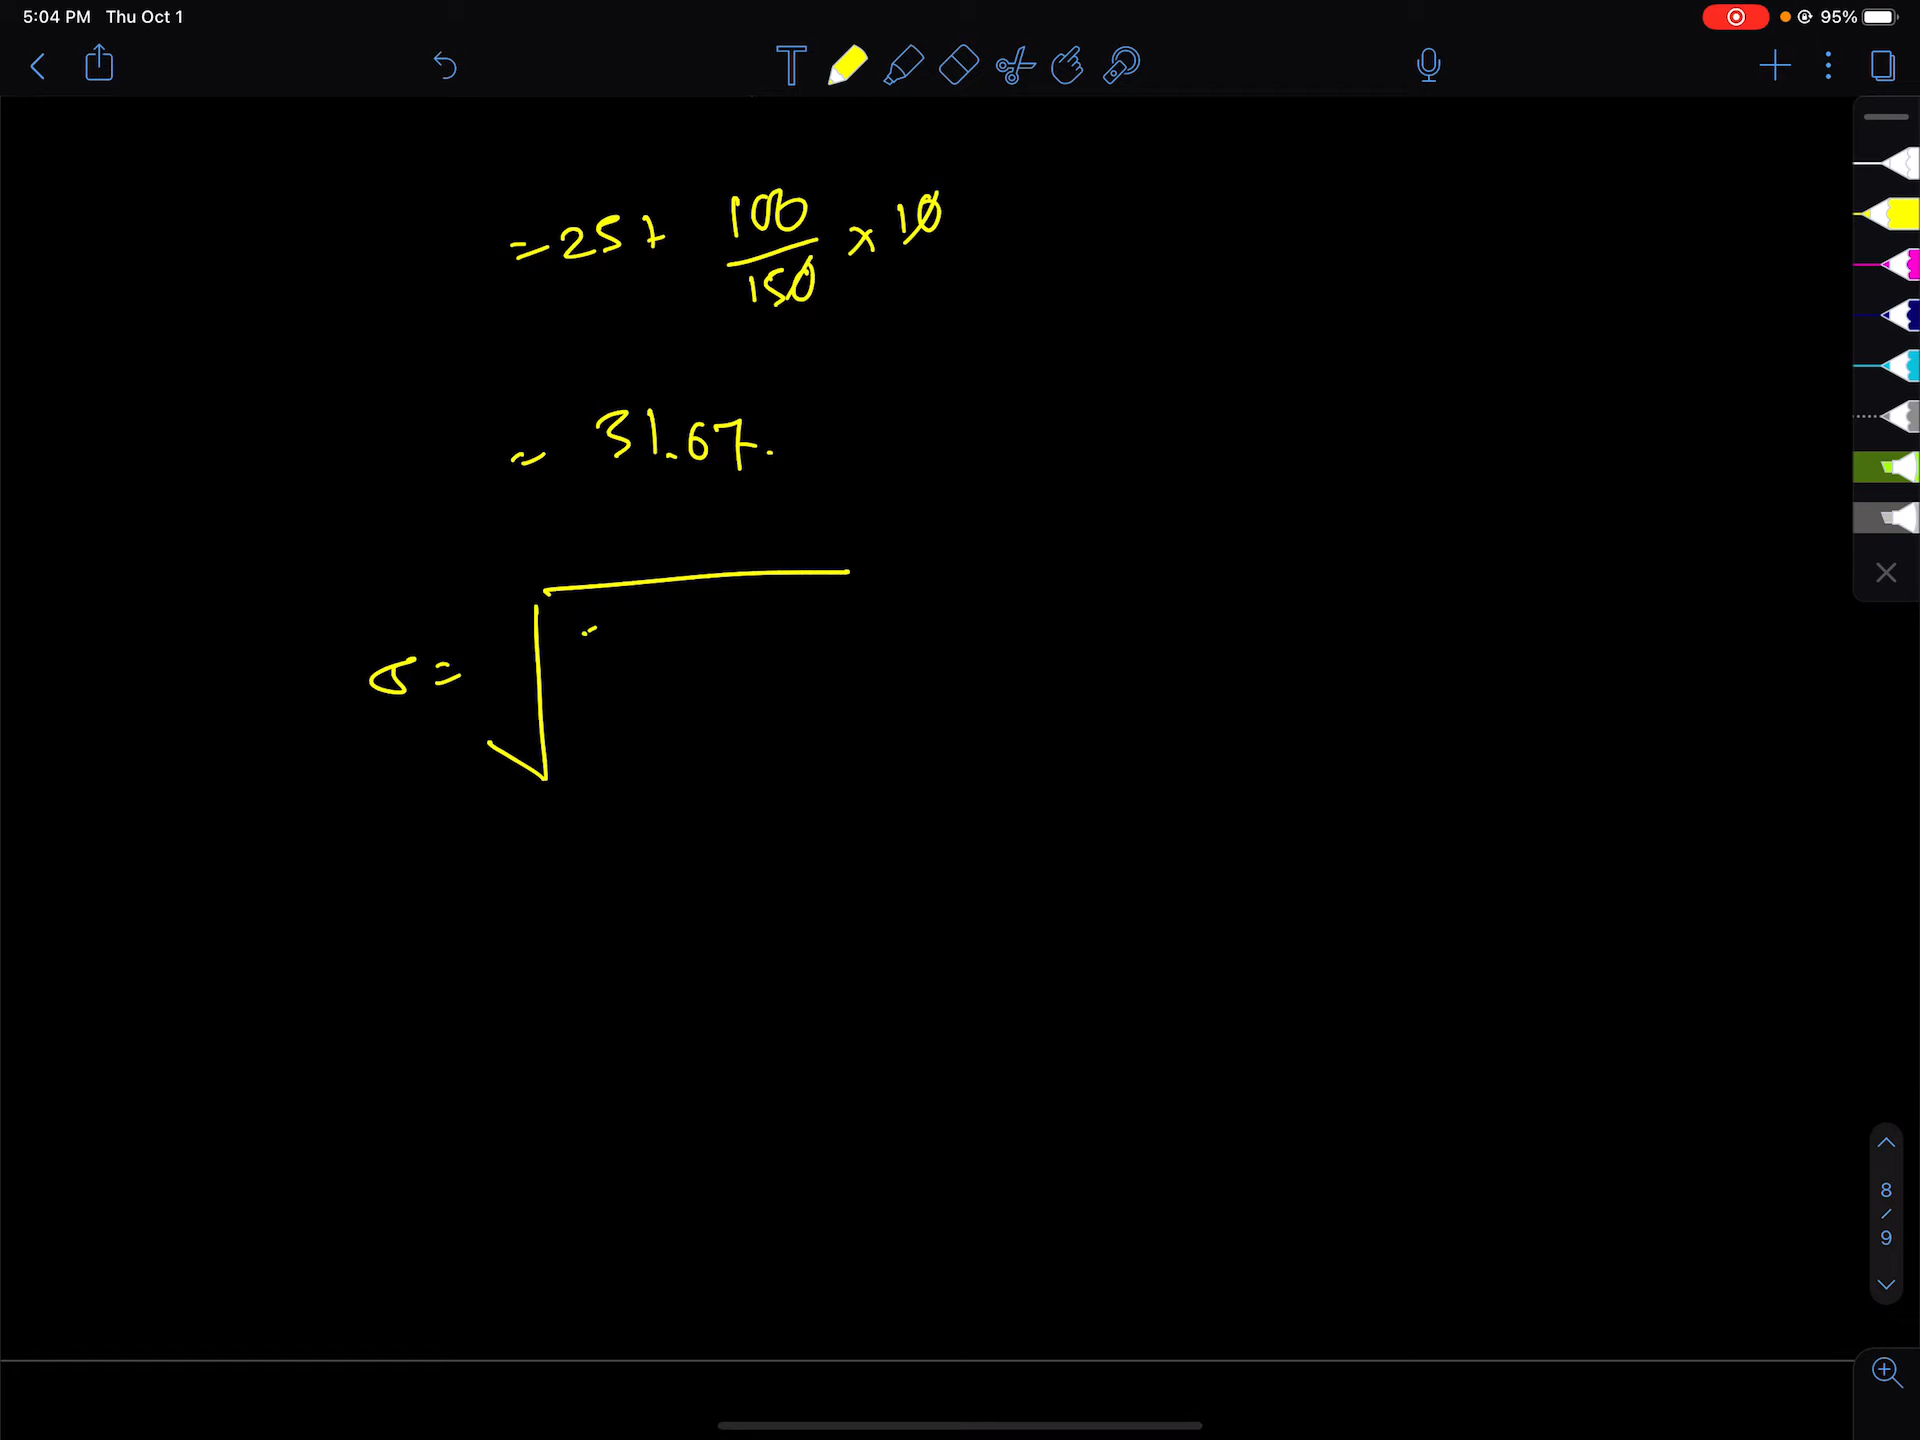 5:04 PM Thu Oct 1
95%
T
= 25 + 100/150 × 10
= 31.67.
σ = √
8
/
9